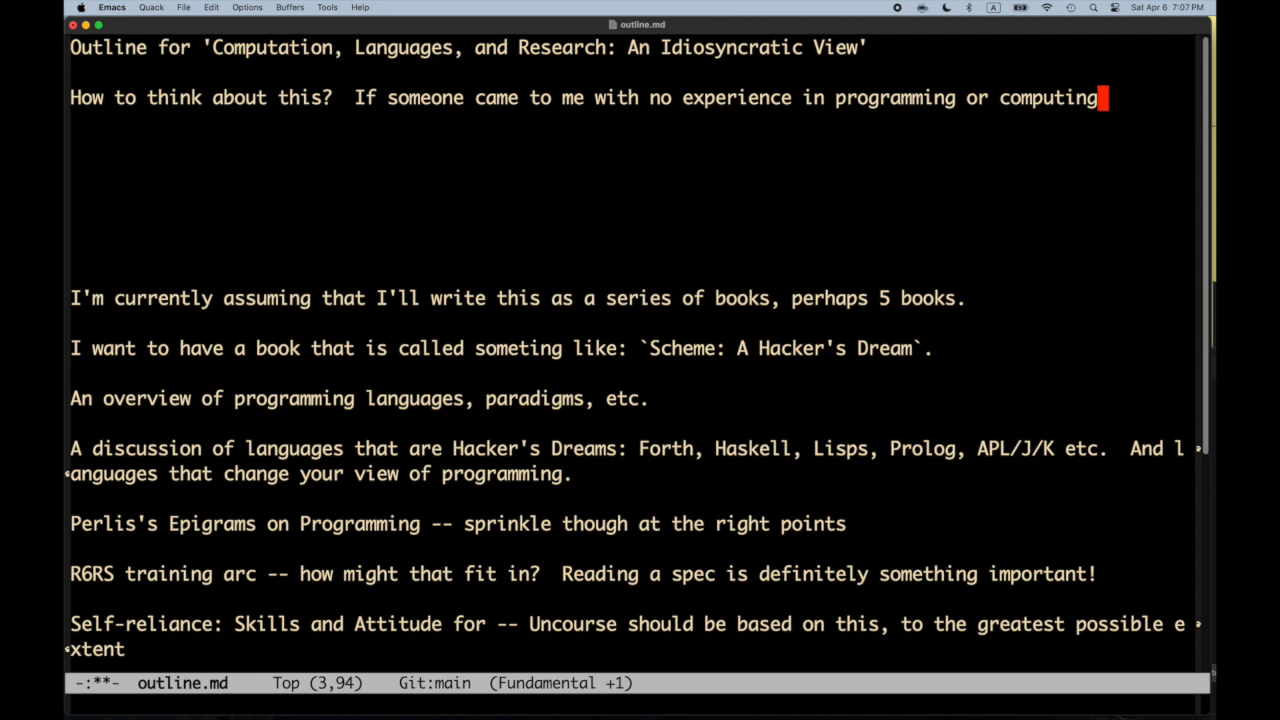 Emacs Quack File Edit Options Buffers Tools Help A Sat Apr 6 7:07 PM
outline.md
Outline for 'Computation, Languages, and Research: An Idiosyncratic View'
How to think about this?  If someone came to me with no experience in programming or computing
I'm currently assuming that I'll write this as a series of books, perhaps 5 books.
I want to have a book that is called someting like: `Scheme: A Hacker's Dream`.
An overview of programming languages, paradigms, etc.
A discussion of languages that are Hacker's Dreams: Forth, Haskell, Lisps, Prolog, APL/J/K etc.  And l
anguages that change your view of programming.
Perlis's Epigrams on Programming -- sprinkle though at the right points
R6RS training arc -- how might that fit in?  Reading a spec is definitely something important!
Self-reliance: Skills and Attitude for -- Uncourse should be based on this, to the greatest possible e
xtent
-:**-  outline.md     Top (3,94)     Git:main  (Fundamental +1)